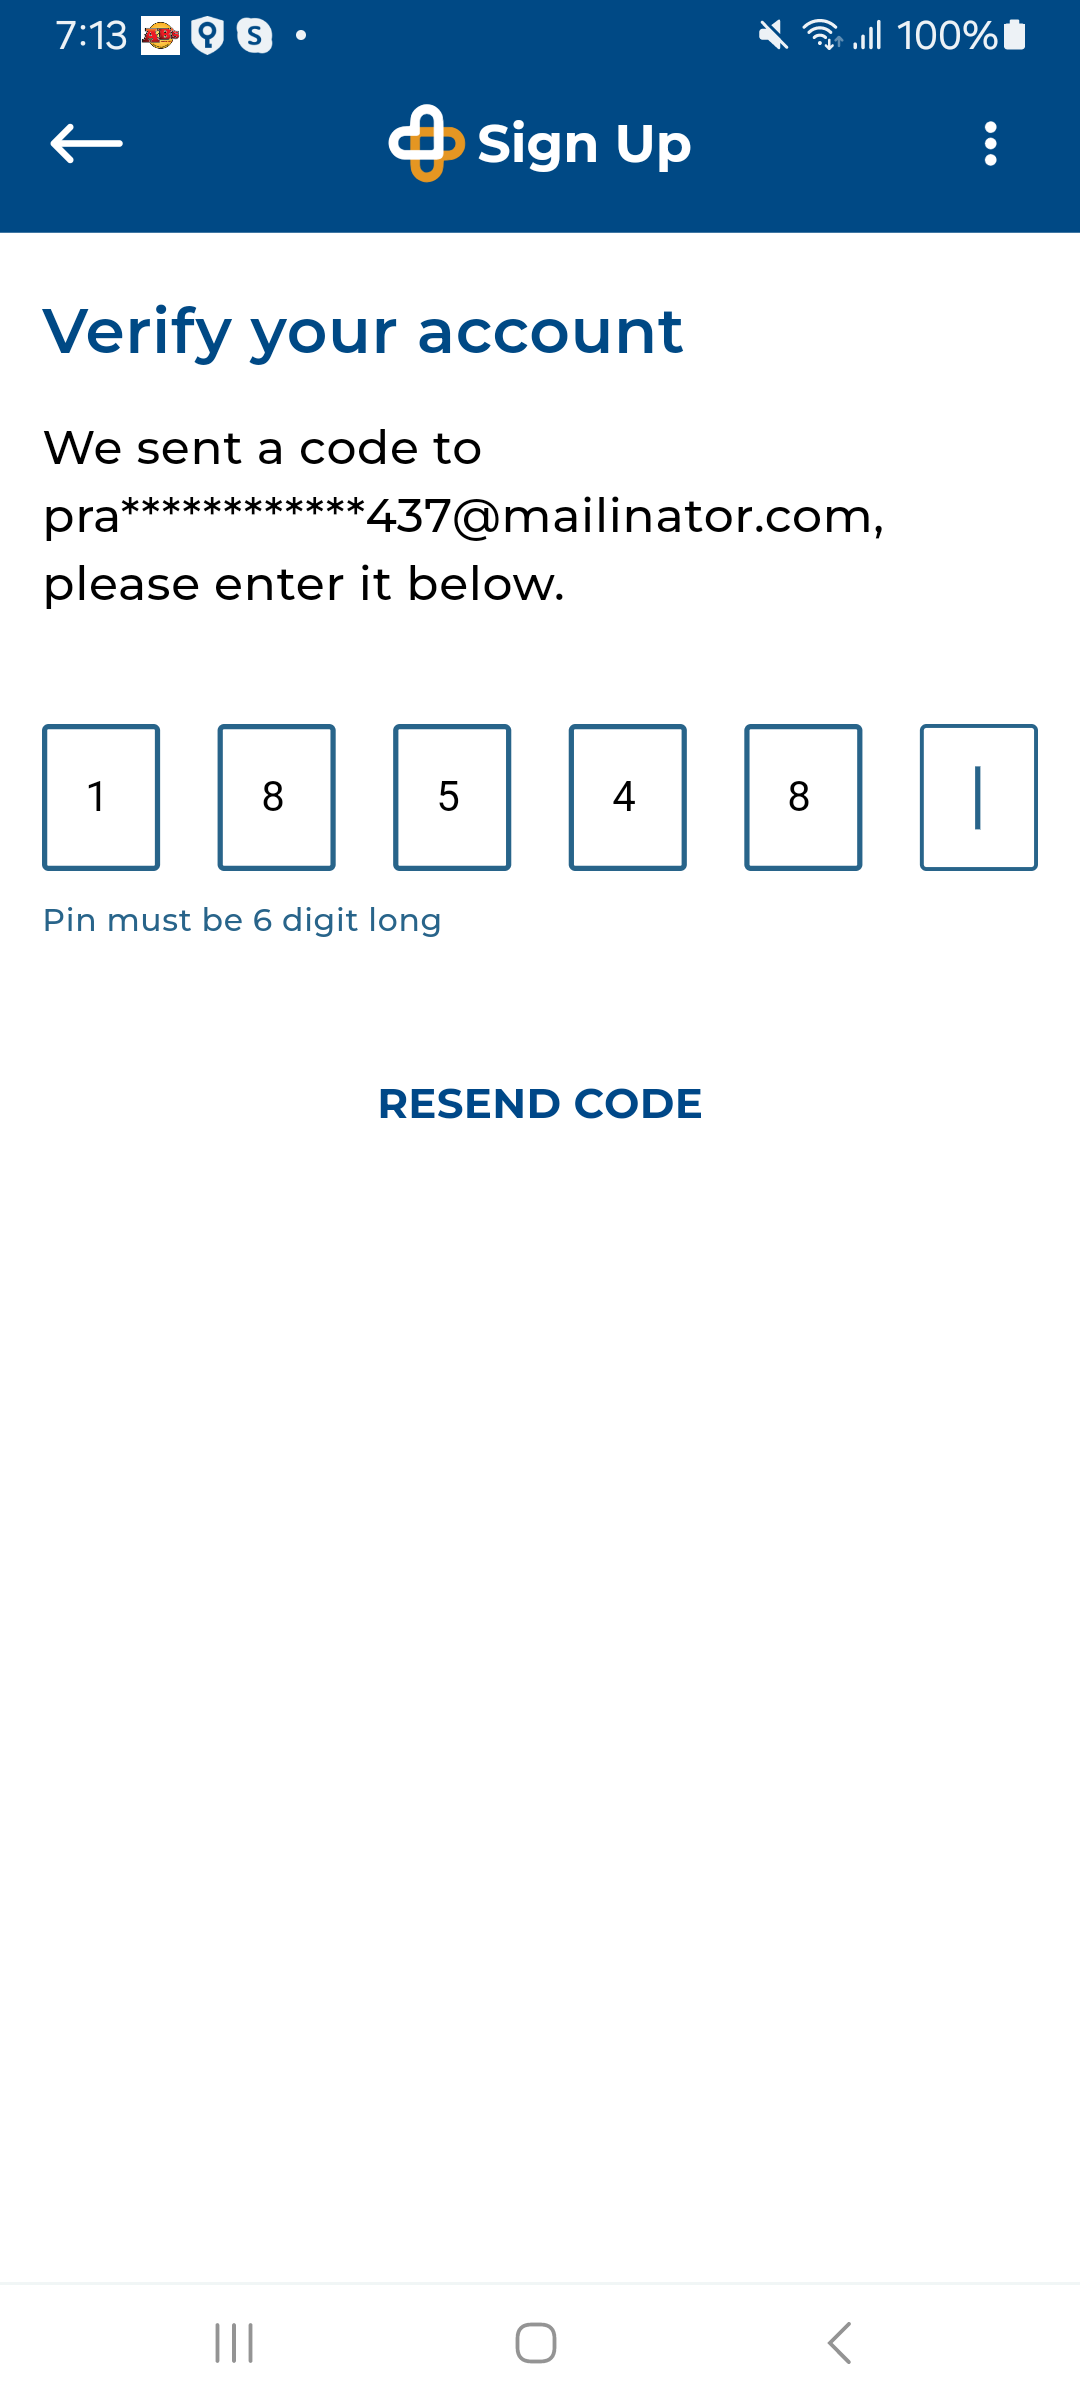 7:13 ABs S 100%
Sign Up
Verify your account
We sent a code to
pra************437@mailinator.com,
please enter it below.
1 8 5 4 8
Pin must be 6 digit long
RESEND CODE